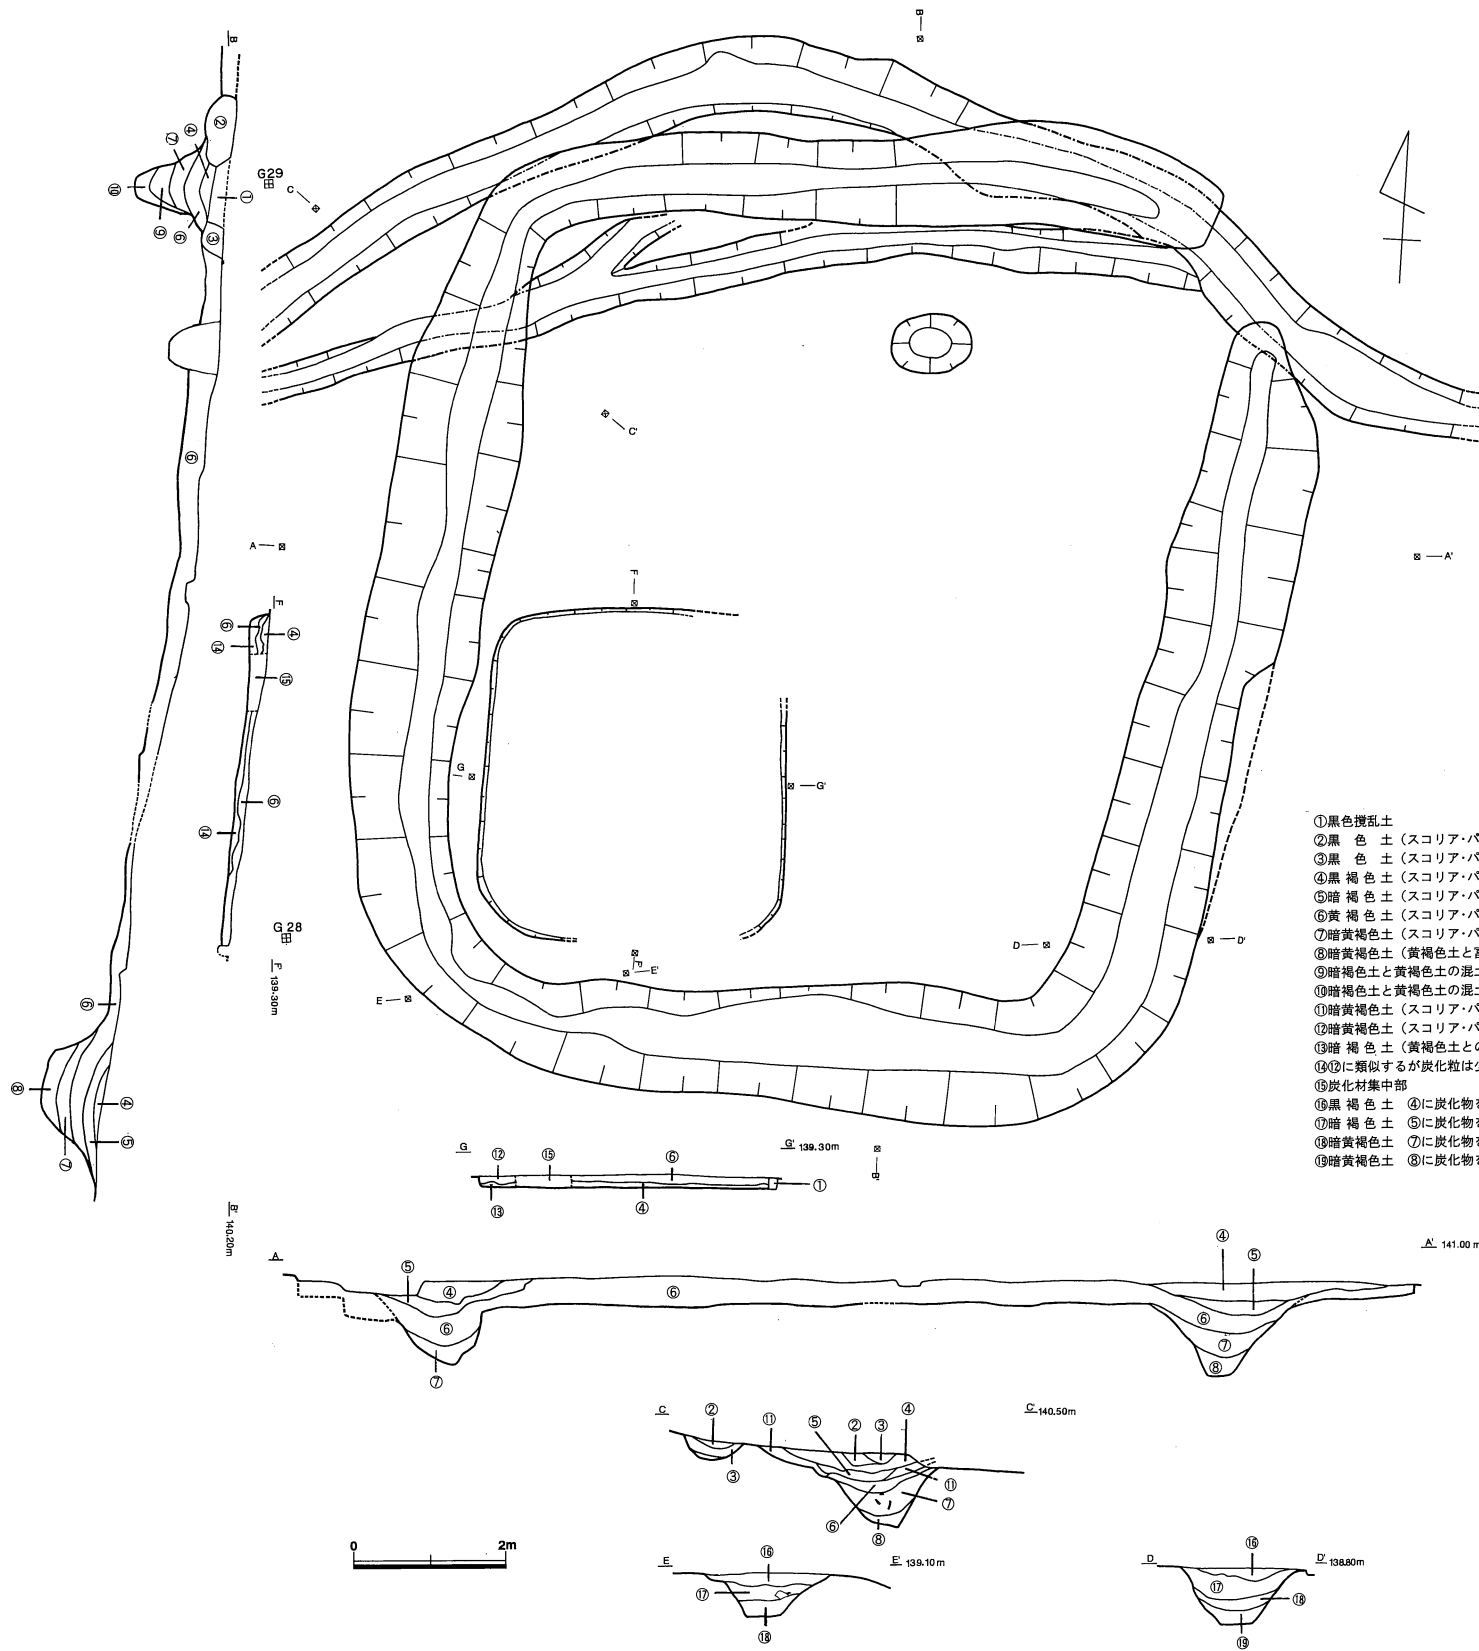 B
B
②
④
⑦
G29
C
⑩
①
⑨
⑥
③
C'
⑥
A
A'
F
F
⑥
④
⑭
⑮
G
G'
⑥
⑭
G 28
D
D'
F'
F' 139.30m
E'
E
⑥
⑧
④
⑤
⑦
①黒色攪乱土
②黒 色 土(スコリア・パ
③黒 色 土(スコリア・パ
④黒褐色土(スコリア・パ
⑤暗褐色土(スコリア・パ
⑥黄褐色土(スコリア・パ
⑦暗黄褐色土(スコリア・パ
⑧暗黄褐色土(黄褐色土と
⑨暗褐色土と黄褐色土の混土
⑩暗褐色土と黄褐色土の混土
⑪暗黄褐色土(スコリア・パ
⑫暗黄褐色土(スコリア・パ
⑬暗褐色土(黄褐色土との
⑭⑫に類似するが炭化粒は少
⑮炭化材集中部
⑯黒褐色土 ④に炭化物を
⑰暗褐色土 ⑤に炭化物を
⑱暗黄褐色土 ⑦に炭化物を
⑲暗黄褐色土 ⑧に炭化物を
G
G' 139.30m
B'
⑫
⑮
⑥
①
⑬
④
B' 140.20m
A
A' 141.00m
④
⑤
⑤
④
⑥
⑥
⑥
⑦
⑦
⑧
C
C' 140.50m
②
⑪
⑤
②
③
④
③
⑪
⑦
⑥
⑧
0
2m
E
E' 139.10m
⑯
⑰
⑱
D
D' 138.80m
⑯
⑰
⑱
⑲